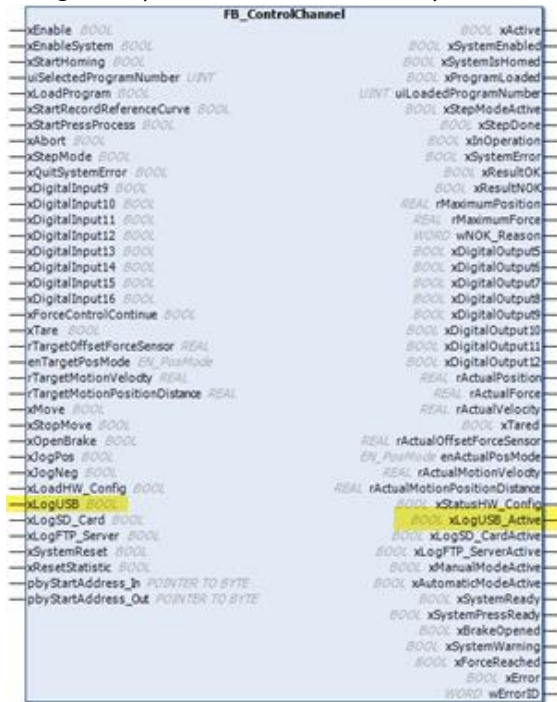 FB_ControlChannel
xEnable BOOL
xEnableSystem BOOL
xStartHoming BOOL
uiSelectedProgramNumber UINT
xLoadProgram BOOL
xStartRecordReferenceCurve BOOL
xStartPressProcess BOOL
xAbort BOOL
xStepMode BOOL
xQuitSystemError BOOL
xDigitalInput9 BOOL
xDigitalInput10 BOOL
xDigitalInput11 BOOL
xDigitalInput12 BOOL
xDigitalInput13 BOOL
xDigitalInput14 BOOL
xDigitalInput15 BOOL
xDigitalInput16 BOOL
xForceControlContinue BOOL
xTare BOOL
rTargetOffsetForceSensor REAL
enTargetPosMode EN_PosMode
rTargetMotionVelocity REAL
rTargetMotionPositionDistance REAL
xMove BOOL
xStopMove BOOL
xOpenBrake BOOL
xJogPos BOOL
xJogNeg BOOL
xLoadHW_Config BOOL
xLogUSB BOOL
xLogSD_Card BOOL
xLogFTP_Server BOOL
xSystemReset BOOL
xResetStatistic BOOL
pbyStartAddress_In POINTER TO BYTE
pbyStartAddress_Out POINTER TO BYTE
BOOL xActive
BOOL xSystemEnabled
BOOL xSystemIsHomed
BOOL xProgramLoaded
UINT uiLoadedProgramNumber
BOOL xStepModeActive
BOOL xStepDone
BOOL xInOperation
BOOL xSystemError
BOOL xResultOK
BOOL xResultNOK
REAL rMaximumPosition
REAL rMaximumForce
WORD wNOK_Reason
BOOL xDigitalOutput5
BOOL xDigitalOutput6
BOOL xDigitalOutput7
BOOL xDigitalOutput8
BOOL xDigitalOutput9
BOOL xDigitalOutput10
BOOL xDigitalOutput11
BOOL xDigitalOutput12
REAL rActualPosition
REAL rActualForce
REAL rActualVelocity
BOOL xTared
REAL rActualOffsetForceSensor
EN_PosMode enActualPosMode
REAL rActualMotionVelocity
REAL rActualMotionPositionDistance
BOOL xStatusHW_Config
BOOL xLogUSB_Active
BOOL xLogSD_CardActive
BOOL xLogFTP_ServerActive
BOOL xManualModeActive
BOOL xAutomaticModeActive
BOOL xSystemReady
BOOL xSystemPressReady
BOOL xBrakeOpened
BOOL xSystemWarning
BOOL xForceReached
BOOL xError
WORD wErrorID